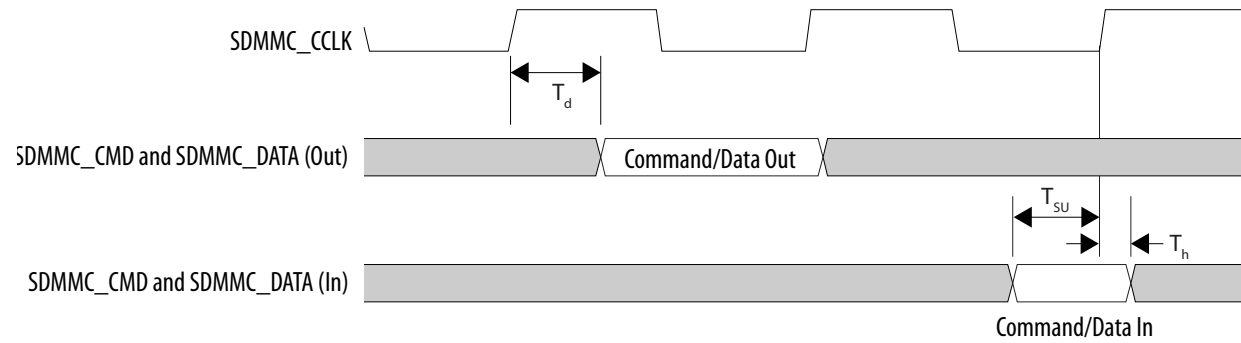 SDMMC_CCLK
T_d
SDMMC_CMD and SDMMC_DATA (Out)
Command/Data Out
T_SU
T_h
SDMMC_CMD and SDMMC_DATA (In)
Command/Data In